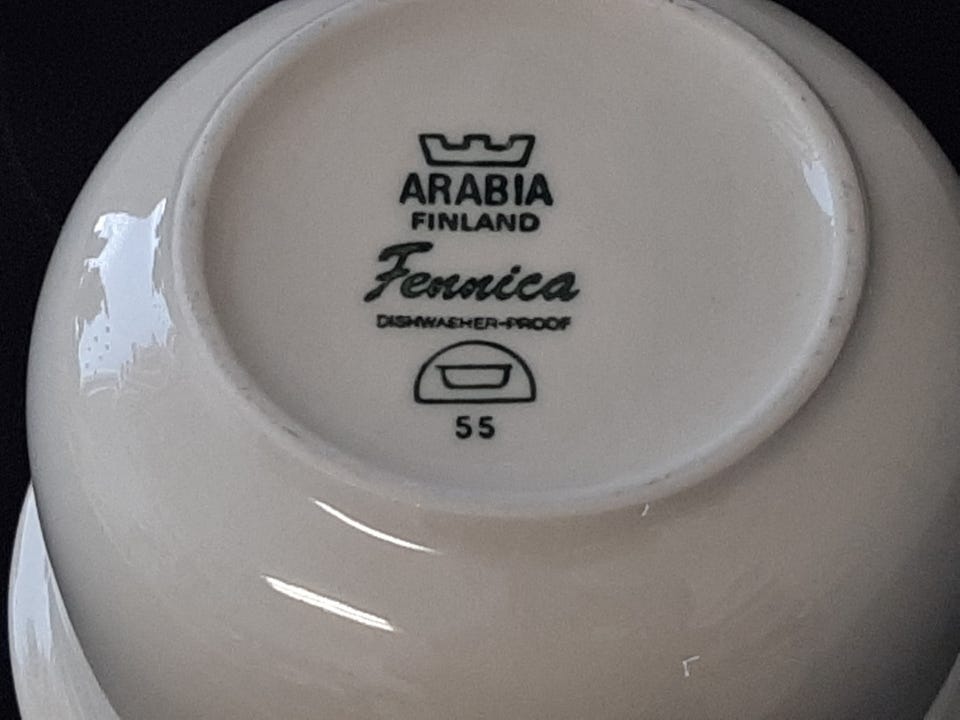 ARABIA
FINLAND
Fennica
DISHWASHER-PROOF
55